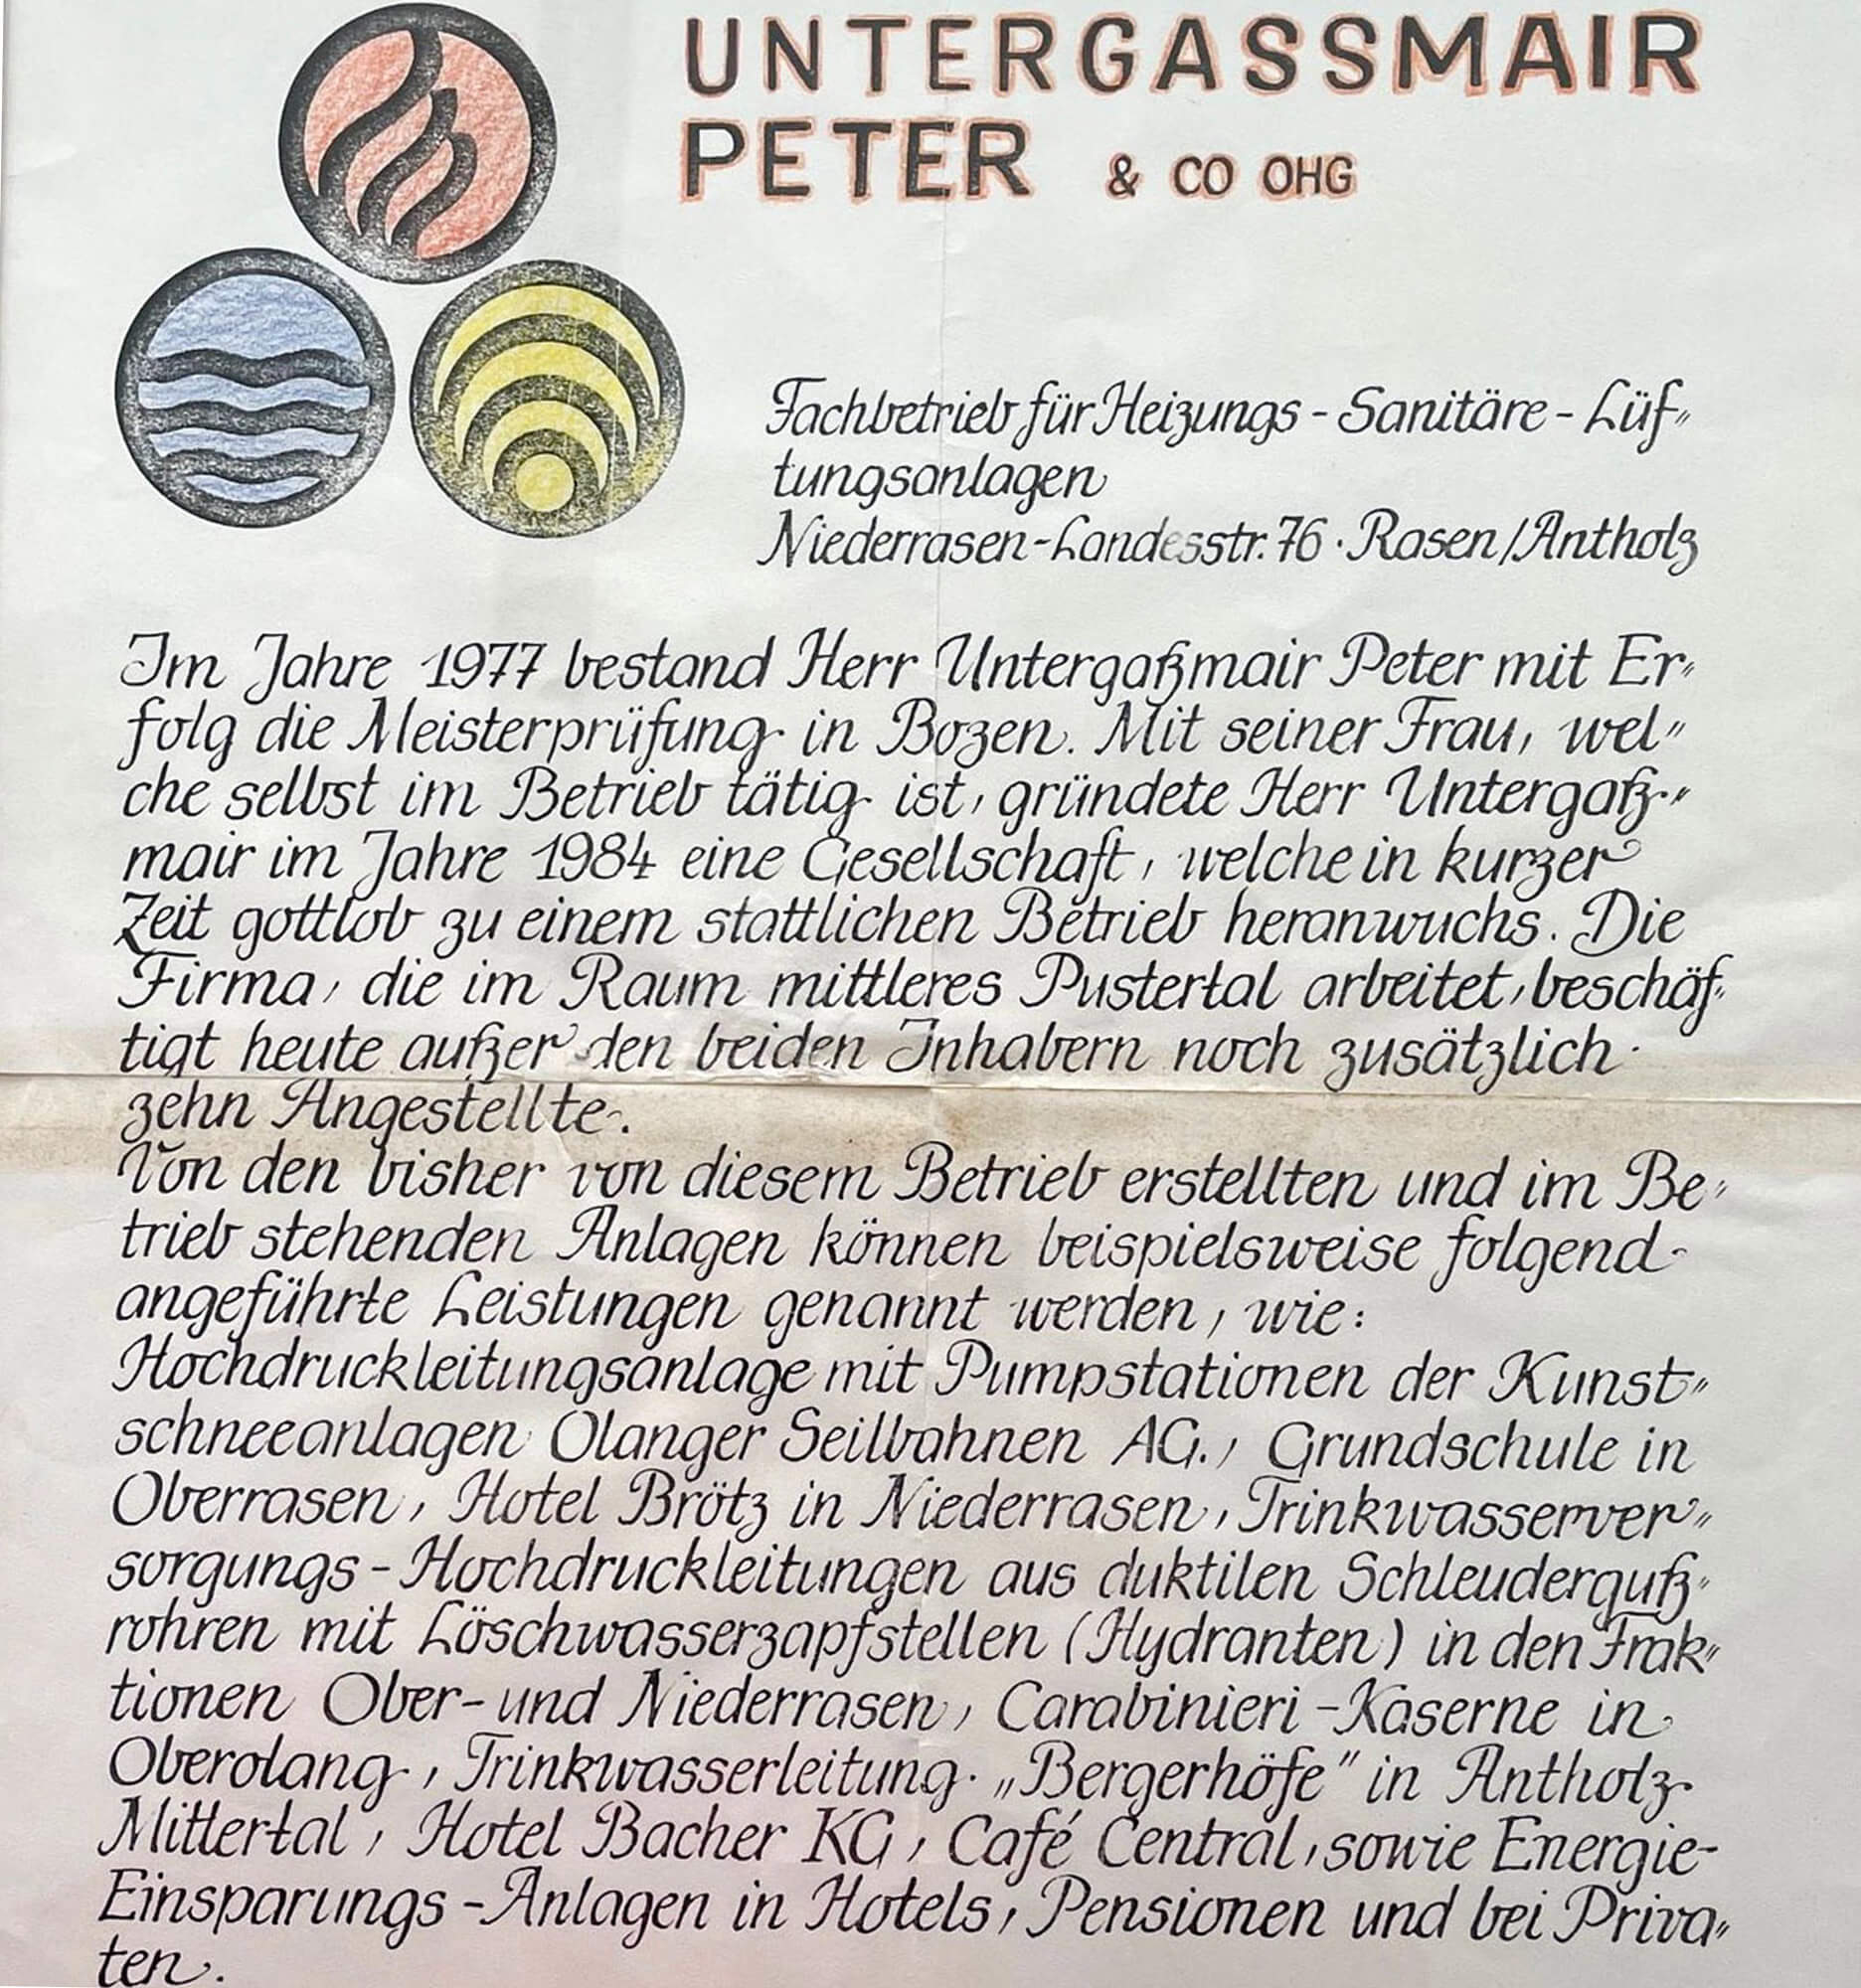 UNTERGASSMAIR
PETER & CO OHG
Fachbetrieb für Heizungs - Sanitäre - Lüf-
tungsanlagen
Niederrasen - Landesstr. 76 · Rasen/Antholz
Im Jahre 1977 bestand Herr Untergaßmair Peter mit Er-
folg die Meisterprüfung in Bozen. Mit seiner Frau, wel-
che selbst im Betrieb tätig ist, gründete Herr Untergaß-
mair im Jahre 1984 eine Gesellschaft, welche in kurzer
Zeit gottlob zu einem stattlichen Betrieb heranwuchs. Die
Firma, die im Raum mittleres Pustertal arbeitet, beschäf-
tigt heute außer den beiden Inhabern noch zusätzlich
zehn Angestellte.
Von den bisher von diesem Betrieb erstellten und im Be-
trieb stehenden Anlagen können beispielsweise folgend
angeführte Leistungen genannt werden, wie:
Hochdruckleitungsanlage mit Pumpstationen der Kunst-
schneeanlagen Olanger Seilbahnen AG., Grundschule in
Oberrasen, Hotel Brötz in Niederrasen, Trinkwasserver-
sorgungs - Hochdruckleitungen aus duktilen Schleuderguß-
rohren mit Löschwasserzapfstellen (Hydranten) in den Frak-
tionen Ober- und Niederrasen, Carabinieri - Kaserne in
Oberolang, Trinkwasserleitung „Bergerhöfe" in Antholz
Mittertal, Hotel Bacher KG, Café Central, sowie Energie-
Einsparungs - Anlagen in Hotels, Pensionen und bei Priva-
ten.